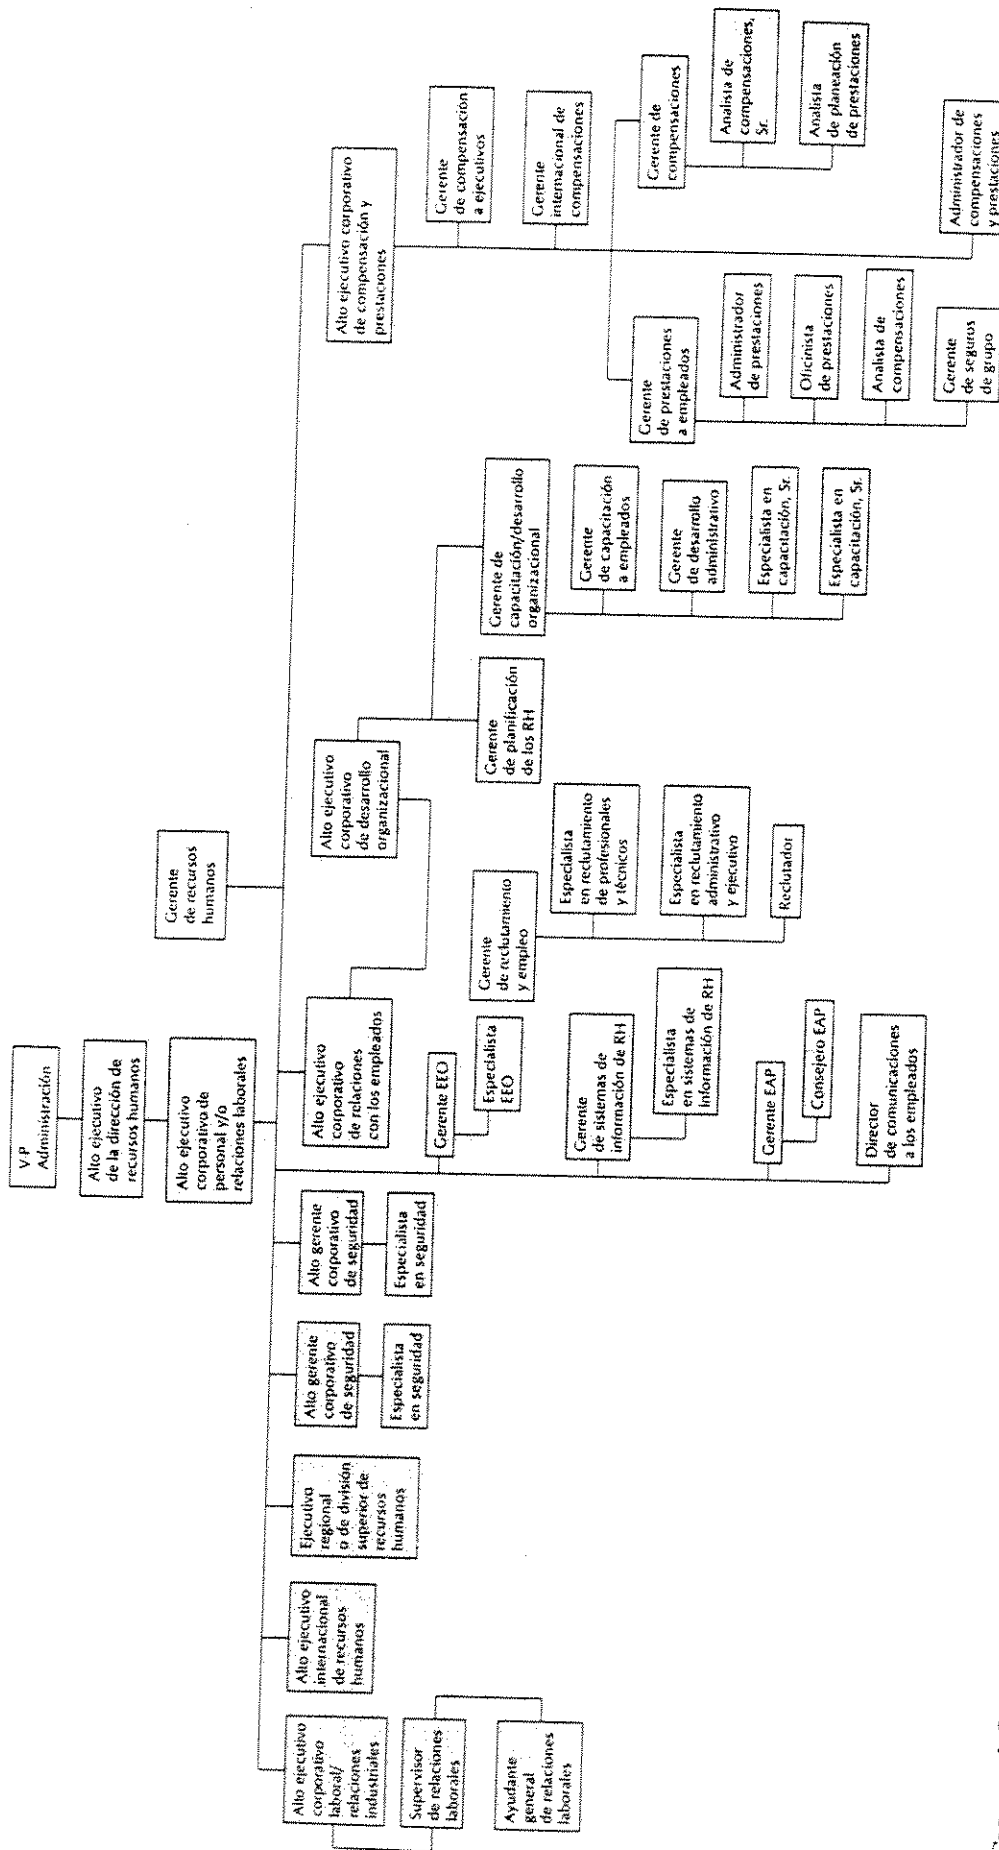 V-P
Administración
Alto ejecutivo
de la dirección de
recursos humanos
Alto ejecutivo
corporativo de
personal y/o
relaciones laborales
Gerente
de recursos
humanos
Alto ejecutivo
corporativo
laboral/
relaciones
industriales
Supervisor
de relaciones
laborales
Ayudante
general
de relaciones
laborales
Alto ejecutivo
internacional
de recursos
humanos
Ejecutivo
regional
o de división
superior de
recursos
humanos
Alto gerente
corporativo
de seguridad
Especialista
en seguridad
Alto gerente
corporativo
de seguridad
Especialista
en seguridad
Alto ejecutivo
corporativo
de relaciones
con los empleados
Gerente EEO
Especialista
EEO
Gerente
de sistemas de
información de RH
Especialista
en sistemas de
información de RH
Gerente EAP
Consejero EAP
Director
de comunicaciones
a los empleados
Alto ejecutivo
corporativo
de desarrollo
organizacional
Gerente
de reclutamiento
y empleo
Especialista
en reclutamiento
de profesionales
y técnicos
Especialista
en reclutamiento
administrativo
y ejecutivo
Reclutador
Gerente
de planificación
de los RH
Gerente de
capacitación/desarrollo
organizacional
Gerente
de capacitación
a empleados
Gerente
de desarrollo
administrativo
Especialista en
capacitación, Sr.
Especialista en
capacitación, Sr.
Alto ejecutivo corporativo
de compensación y
prestaciones
Gerente
de compensación
a ejecutivos
Gerente
internacional de
compensaciones
Gerente
de prestaciones
a empleados
Administrador
de prestaciones
Oficinista
de prestaciones
Analista de
compensaciones
Gerente
de seguros
de grupo
Gerente de
compensaciones
Analista de
compensaciones,
Sr.
Analista
de planeación
de prestaciones
Administrador de
compensaciones
y prestaciones